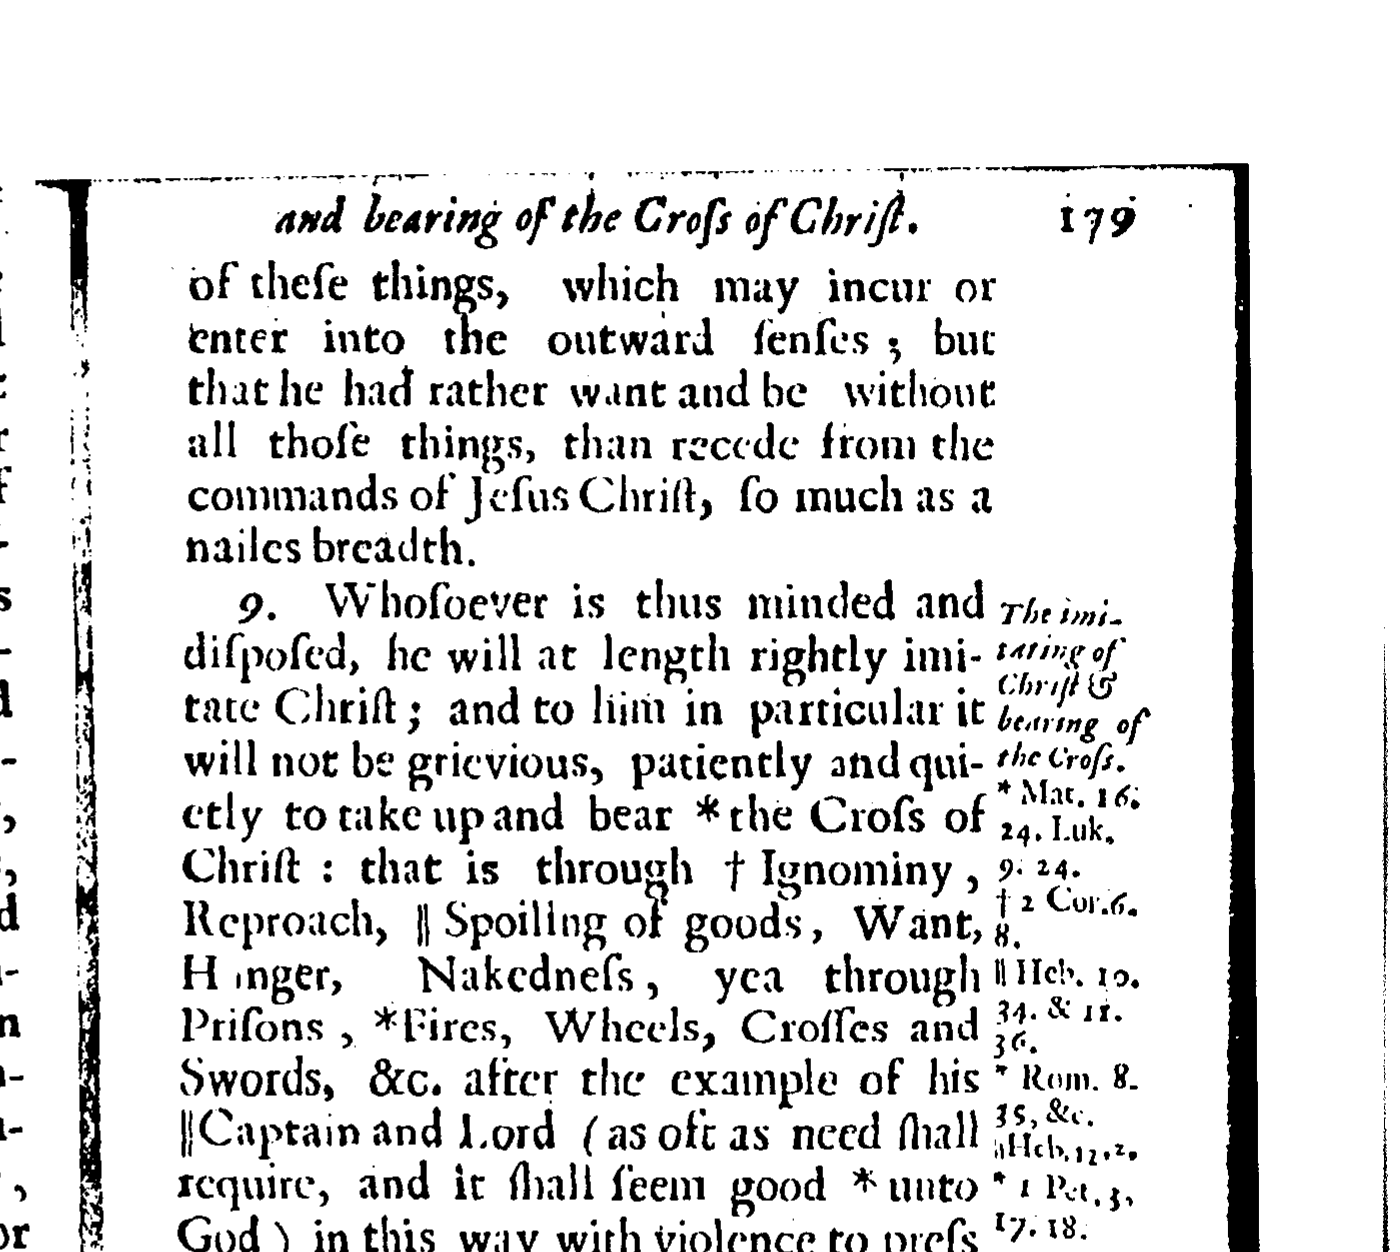 and bearing of the Croſs of Chriſt. 179
of theſe things, which may incur or
enter into the outward ſenſes ; but
that he had rather want and be without
all thoſe things, than recede from the
commands of Jeſus Chriſt, ſo much as a
nailes breadth.
9. Whoſoever is thus minded and
diſpoſed, he will at length rightly imi-
tate Chriſt ; and to him in particular it
will not be grievious, patiently and qui-
etly to take up and bear * the Croſs of
Chriſt : that is through † Ignominy ,
Reproach, || Spoiling of goods, Want,
Hunger, Nakedneſs, yea through
Priſons , * Fires, Wheels, Croſſes and
Swords, &c. after the example of his
|| Captain and Lord ( as oft as need ſhall
require, and it ſhall ſeem good * unto
God ) in this way with violence to preſs
The imi-
tating of
Chriſt &
bearing of
the Croſs.
* Mat. 16.
24. Luk.
9. 24.
† 2 Cor. 6.
8.
|| Heb. 10.
34. & 11.
36.
* Rom. 8.
35, &c.
|| Heb. 12. 2.
* 1 Pet. 3,
17. 18.